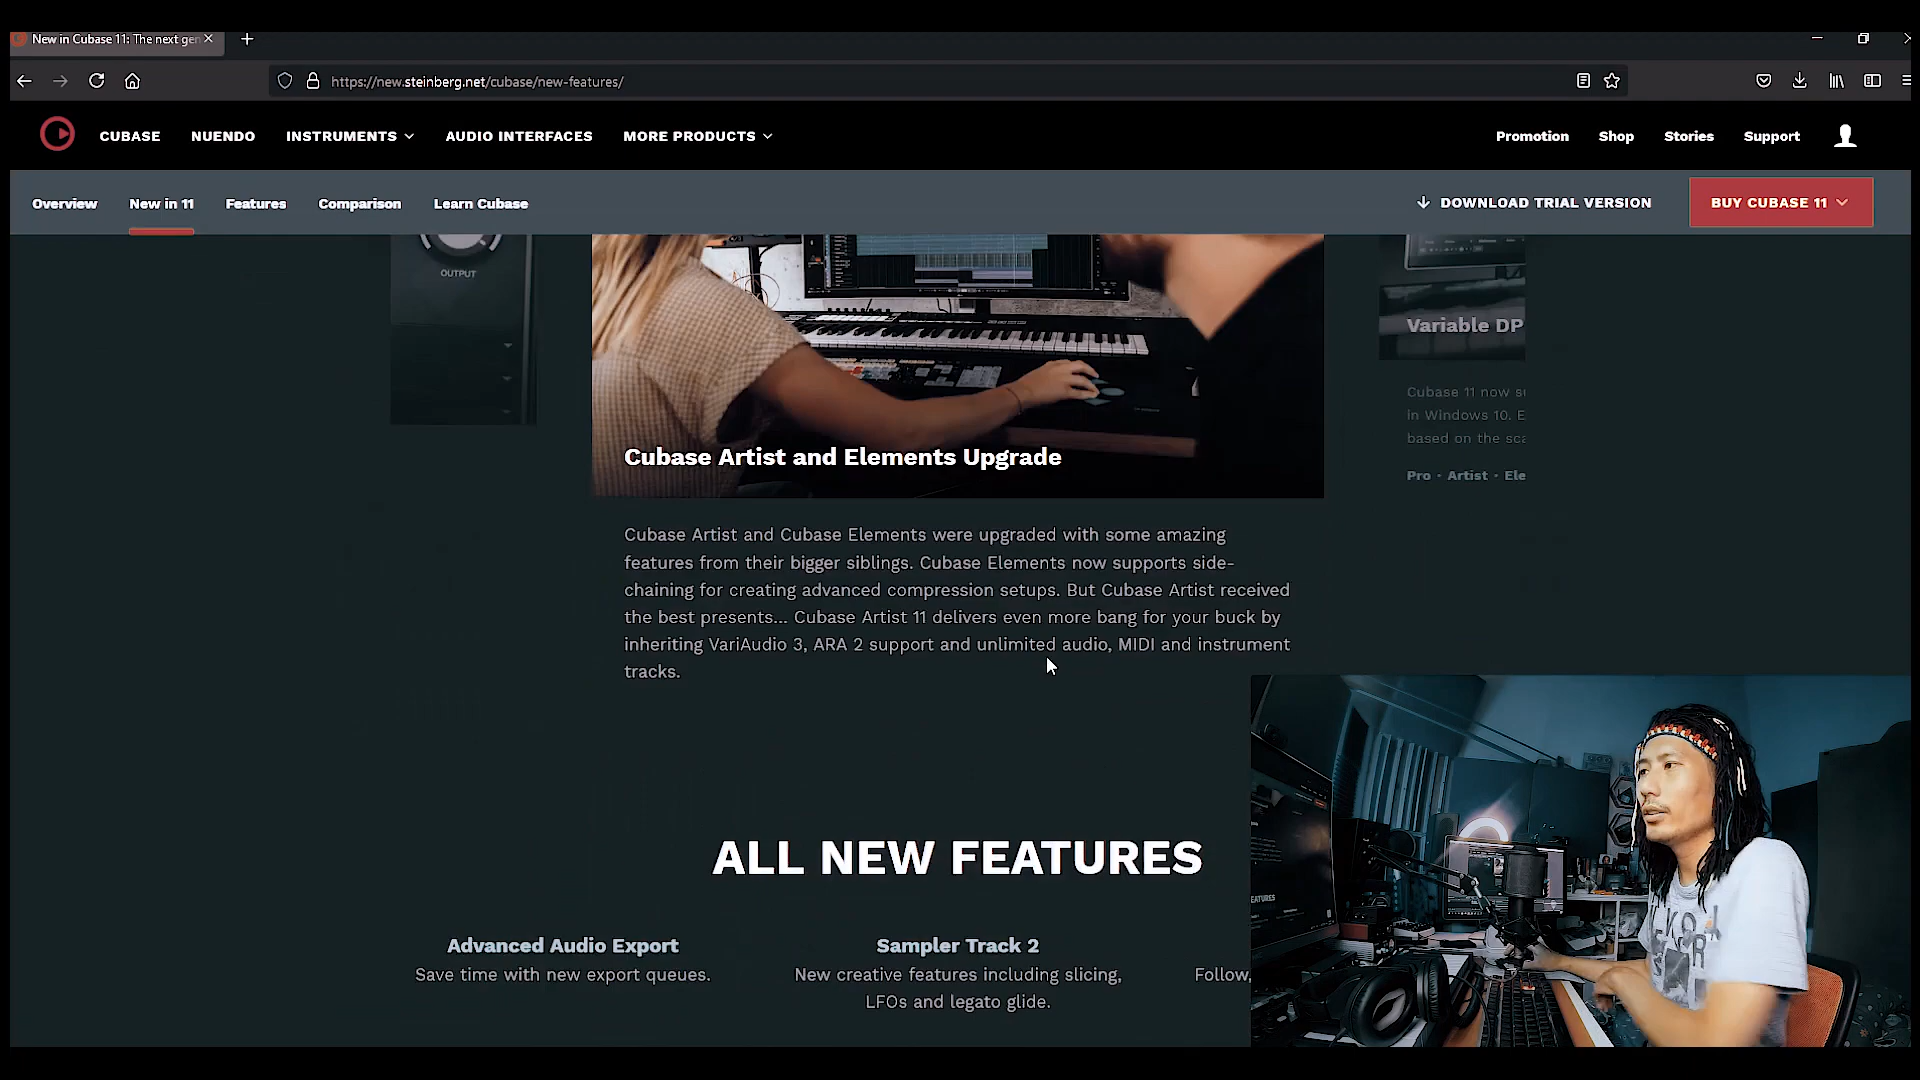 New in Cubase 11: The next gen
https://new.steinberg.net/cubase/new-features/
CUBASE NUENDO INSTRUMENTS AUDIO INTERFACES MORE PRODUCTS Promotion Shop Stories Support
Overview New in 11 Features Comparison Learn Cubase DOWNLOAD TRIAL VERSION BUY CUBASE 11
OUTPUT
Variable DP
Cubase 11 now su
in Windows 10. E
based on the sca
Pro · Artist · Ele
Cubase Artist and Elements Upgrade
Cubase Artist and Cubase Elements were upgraded with some amazing
features from their bigger siblings. Cubase Elements now supports side-
chaining for creating advanced compression setups. But Cubase Artist received
the best presents... Cubase Artist 11 delivers even more bang for your buck by
inheriting VariAudio 3, ARA 2 support and unlimited audio, MIDI and instrument
tracks.
ALL NEW FEATURES
Advanced Audio Export
Save time with new export queues.
Sampler Track 2
New creative features including slicing,
LFOs and legato glide.
Follow,
EATURES